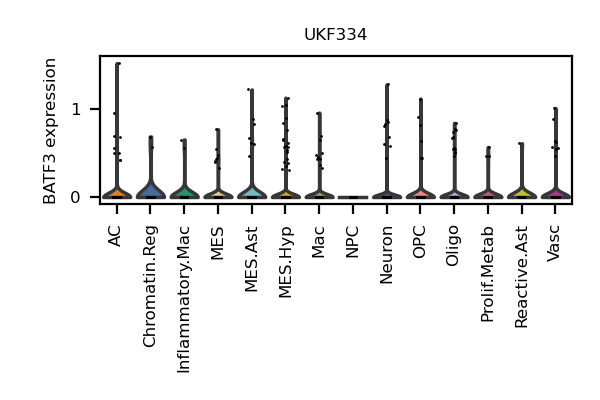 UKF334
BATF3 expression
1
0
AC
Chromatin.Reg
Inflammatory.Mac
MES
MES.Ast
MES.Hyp
Mac
NPC
Neuron
OPC
Oligo
Prolif.Metab
Reactive.Ast
Vasc